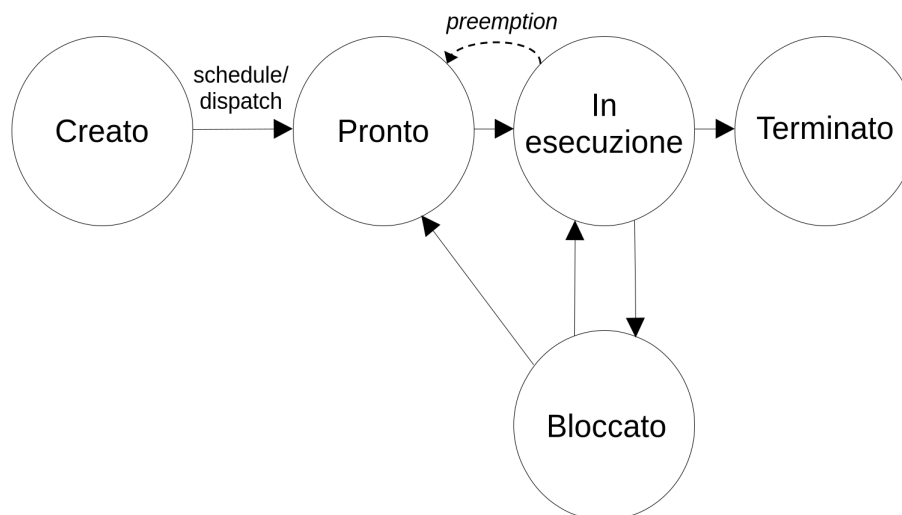 preemption
schedule/
dispatch
Creato
Pronto
In
esecuzione
Terminato
Bloccato